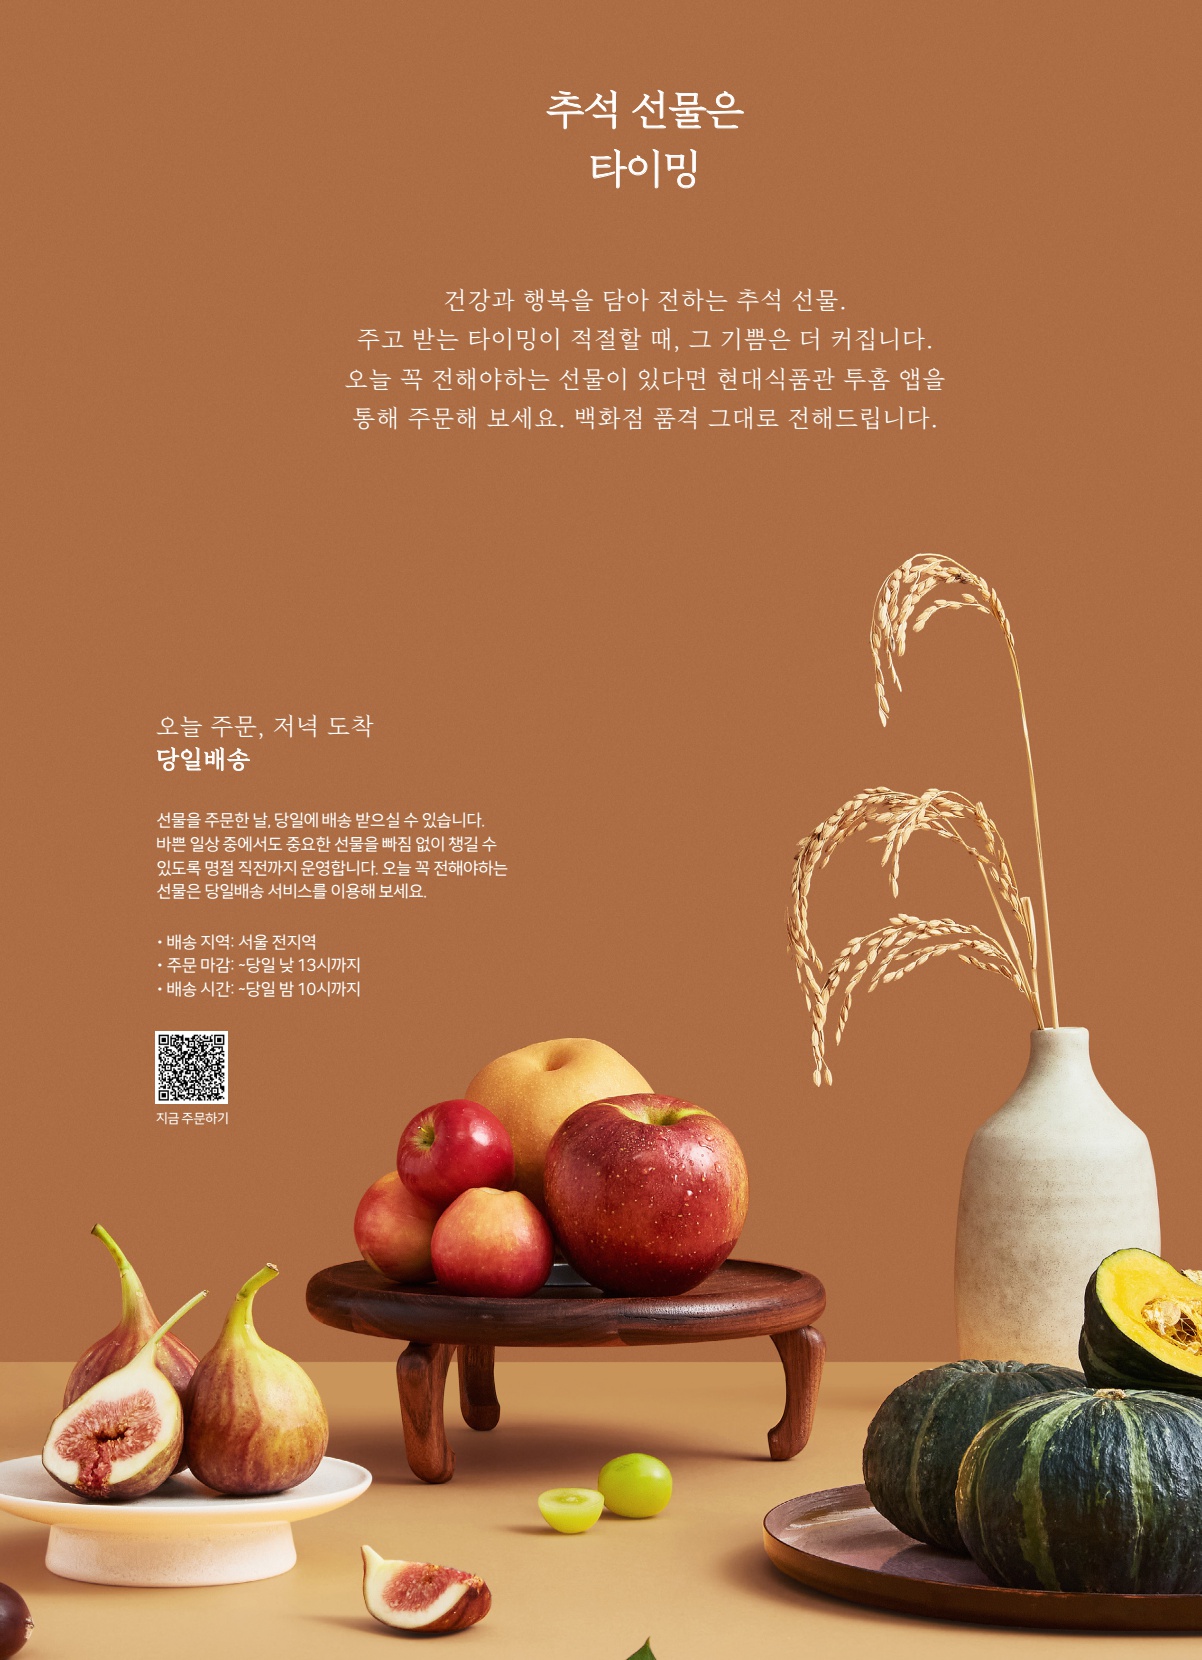 추석 선물은
타이밍
건강과 행복을 담아 전하는 추석 선물.
주고 받는 타이밍이 적절할 때, 그 기쁨은 더 커집니다.
오늘 꼭 전해야하는 선물이 있다면 현대식품관 투홈 앱을
통해 주문해 보세요. 백화점 품격 그대로 전해드립니다.
오늘 주문, 저녁 도착
당일배송
선물을 주문한 날, 당일에 배송 받으실 수 있습니다.
바쁜 일상 중에서도 중요한 선물을 빠짐 없이 챙길 수
있도록 명절 직전까지 운영합니다. 오늘 꼭 전해야하는
선물은 당일배송 서비스를 이용해 보세요.
• 배송 지역: 서울 전지역
• 주문 마감: ~당일 낮 13시까지
• 배송 시간: ~당일 밤 10시까지
지금 주문하기